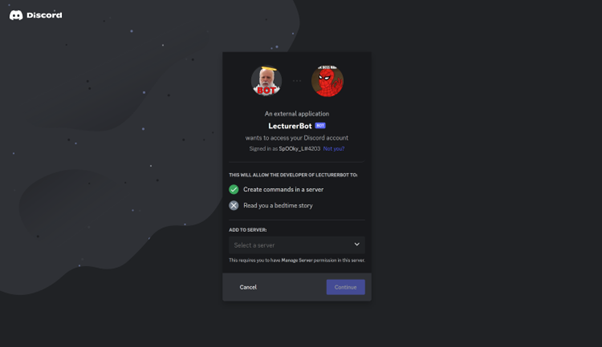 Discord
BOT
An external application
LecturerBot BOT
wants to access your Discord account
Signed in as Sp00ky_L#4203 Not you?
THIS WILL ALLOW THE DEVELOPER OF LECTURERBOT TO:
Create commands in a server
Read you a bedtime story
ADD TO SERVER:
Select a server
This requires you to have Manage Server permission in this server.
Cancel
Continue